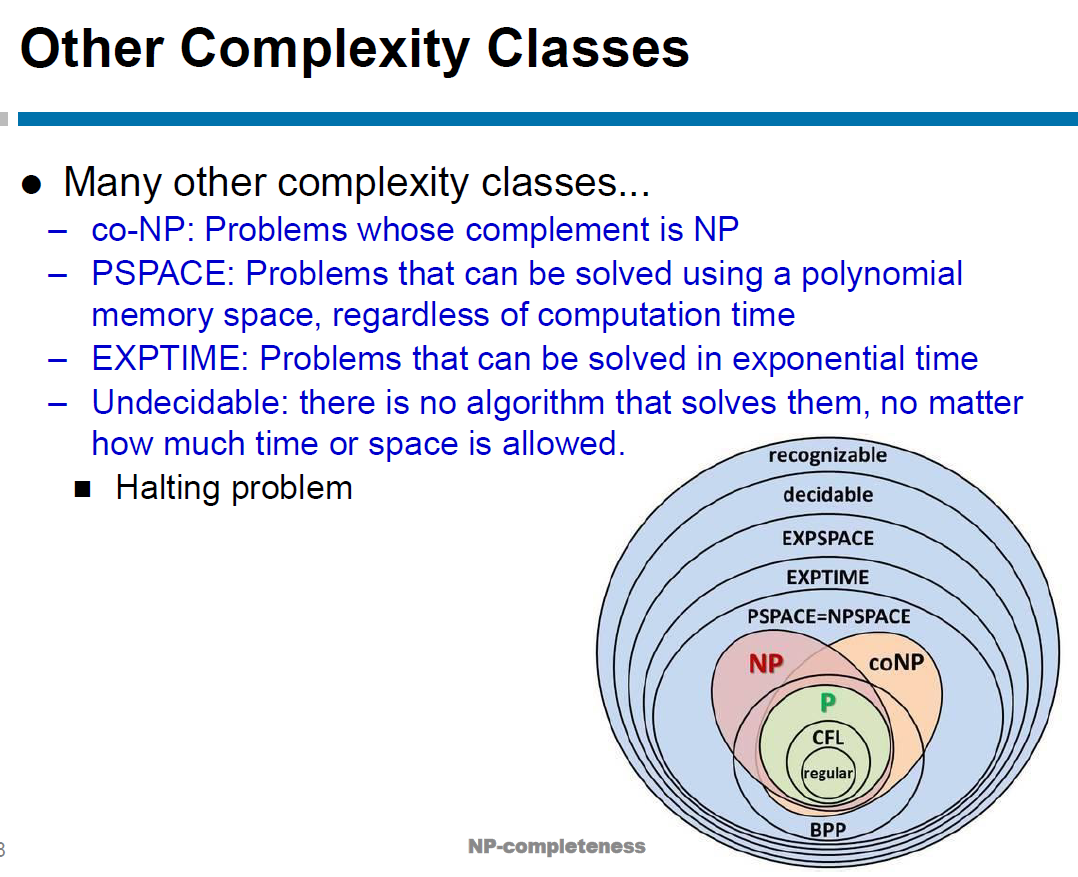 Other Complexity Classes
● Many other complexity classes...
– co-NP: Problems whose complement is NP
– PSPACE: Problems that can be solved using a polynomial
memory space, regardless of computation time
– EXPTIME: Problems that can be solved in exponential time
– Undecidable: there is no algorithm that solves them, no matter
how much time or space is allowed.
■ Halting problem
recognizable
decidable
EXPSPACE
EXPTIME
PSPACE=NPSPACE
NP
coNP
P
CFL
regular
BPP
NP-completeness